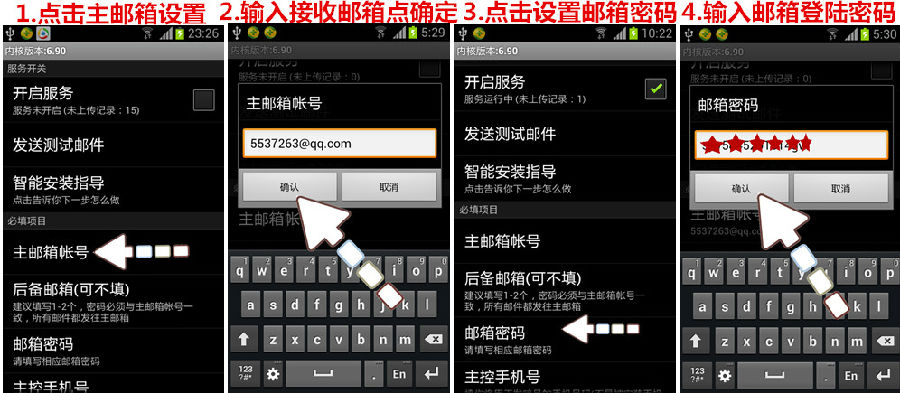 1.点击主邮箱设置
2.输入接收邮箱点确定
3.点击设置邮箱密码
4.输入邮箱登陆密码
23:26
内核版本:6.90
服务开关
开启服务
服务未开启 (未上传记录：15)
发送测试邮件
智能安装指导
点击告诉你下一步怎么做
必填项目
主邮箱帐号
后备邮箱(可不填)
建议填写1-2个，密码必须与主邮箱帐号一
致，所有邮件都发往主邮箱
邮箱密码
请填写相应邮箱密码
主控手机号
5:29
内核版本:6.90
开启服务
服务未开启 (未上传记录：3)
主邮箱帐号
5537263@qq.com
确认
取消
主邮箱帐号
q w e r t y i o p
a s d f g h j k l
z x c v b n m
123
?#*
.
En
10:22
内核版本:6.90
开启服务
服务运行中 (未上传记录：1)
发送测试邮件
智能安装指导
点击告诉你下一步怎么做
必填项目
主邮箱帐号
后备邮箱(可不填)
建议填写1-2个，密码必须与主邮箱帐号一
致，所有邮件都发往主邮箱
邮箱密码
请填写相应邮箱密码
主控手机号
5:30
内核版本:6.90
开启服务
服务未开启 (未上传记录：0)
邮箱密码
确认
取消
主邮箱帐号
5537263@qq.com
q w e r t y u i o p
a s d f g h j k l
z x c v b n m
123
?#*
.
En